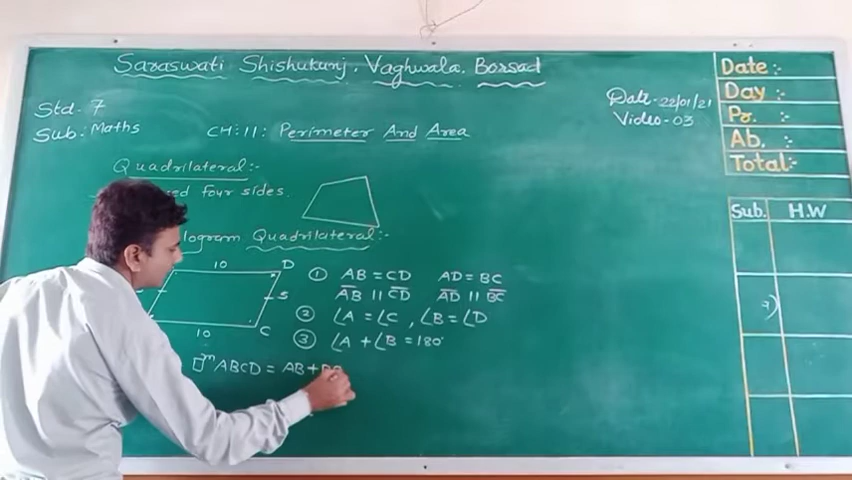 Saraswati Shishukunj, Vaghwala, Borsad
Std - 7
Sub: Maths
CH:11: Perimeter And Area
Date - 22/01/21
Video - 03
Quadrilateral :-
four sides.
Quadrilateral :-
10
D
5
C
10
① AB = CD AD = BC
AB || CD AD || BC
② ∠A = ∠C, ∠B = ∠D
③ ∠A + ∠B = 180°
ABCD = AB +
Date :-
Day :-
Pr. :-
Ab. :-
Total:-
Sub. H.W